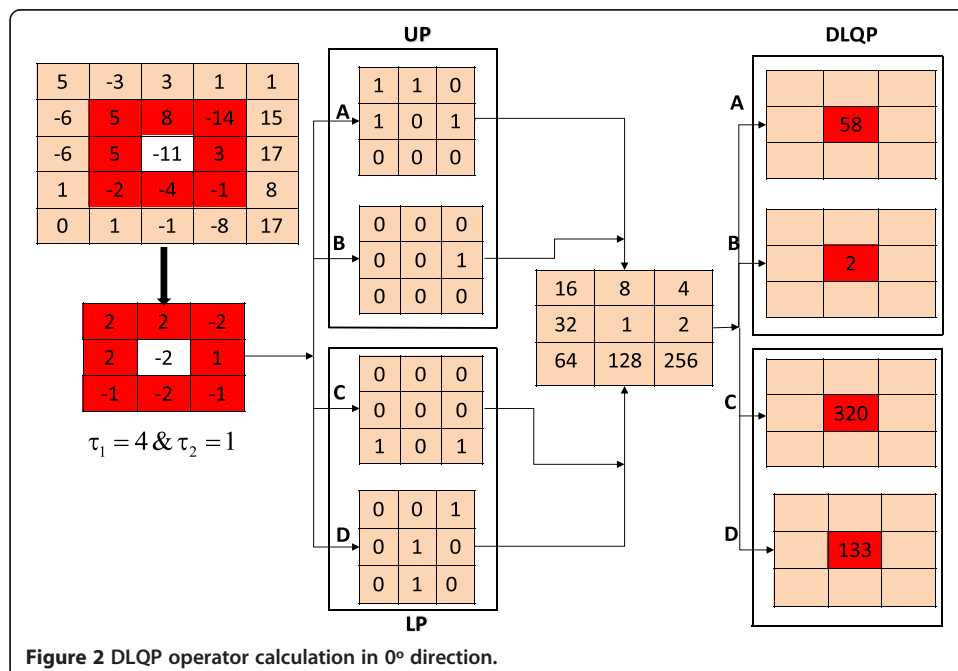 UP
DLQP
5 -3 3 1 1
-6 5 8 -14 15
-6 5 -11 3 17
1 -2 -4 -1 8
0 1 -1 -8 17
2 2 -2
2 -2 1
-1 -2 -1
τ₁ = 4 & τ₂ = 1
A
1 1 0
1 0 1
0 0 0
B
0 0 0
0 0 1
0 0 0
C
0 0 0
0 0 0
1 0 1
D
0 0 1
0 1 0
0 1 0
LP
16 8 4
32 1 2
64 128 256
A
58
B
2
C
320
D
133
Figure 2 DLQP operator calculation in 0º direction.